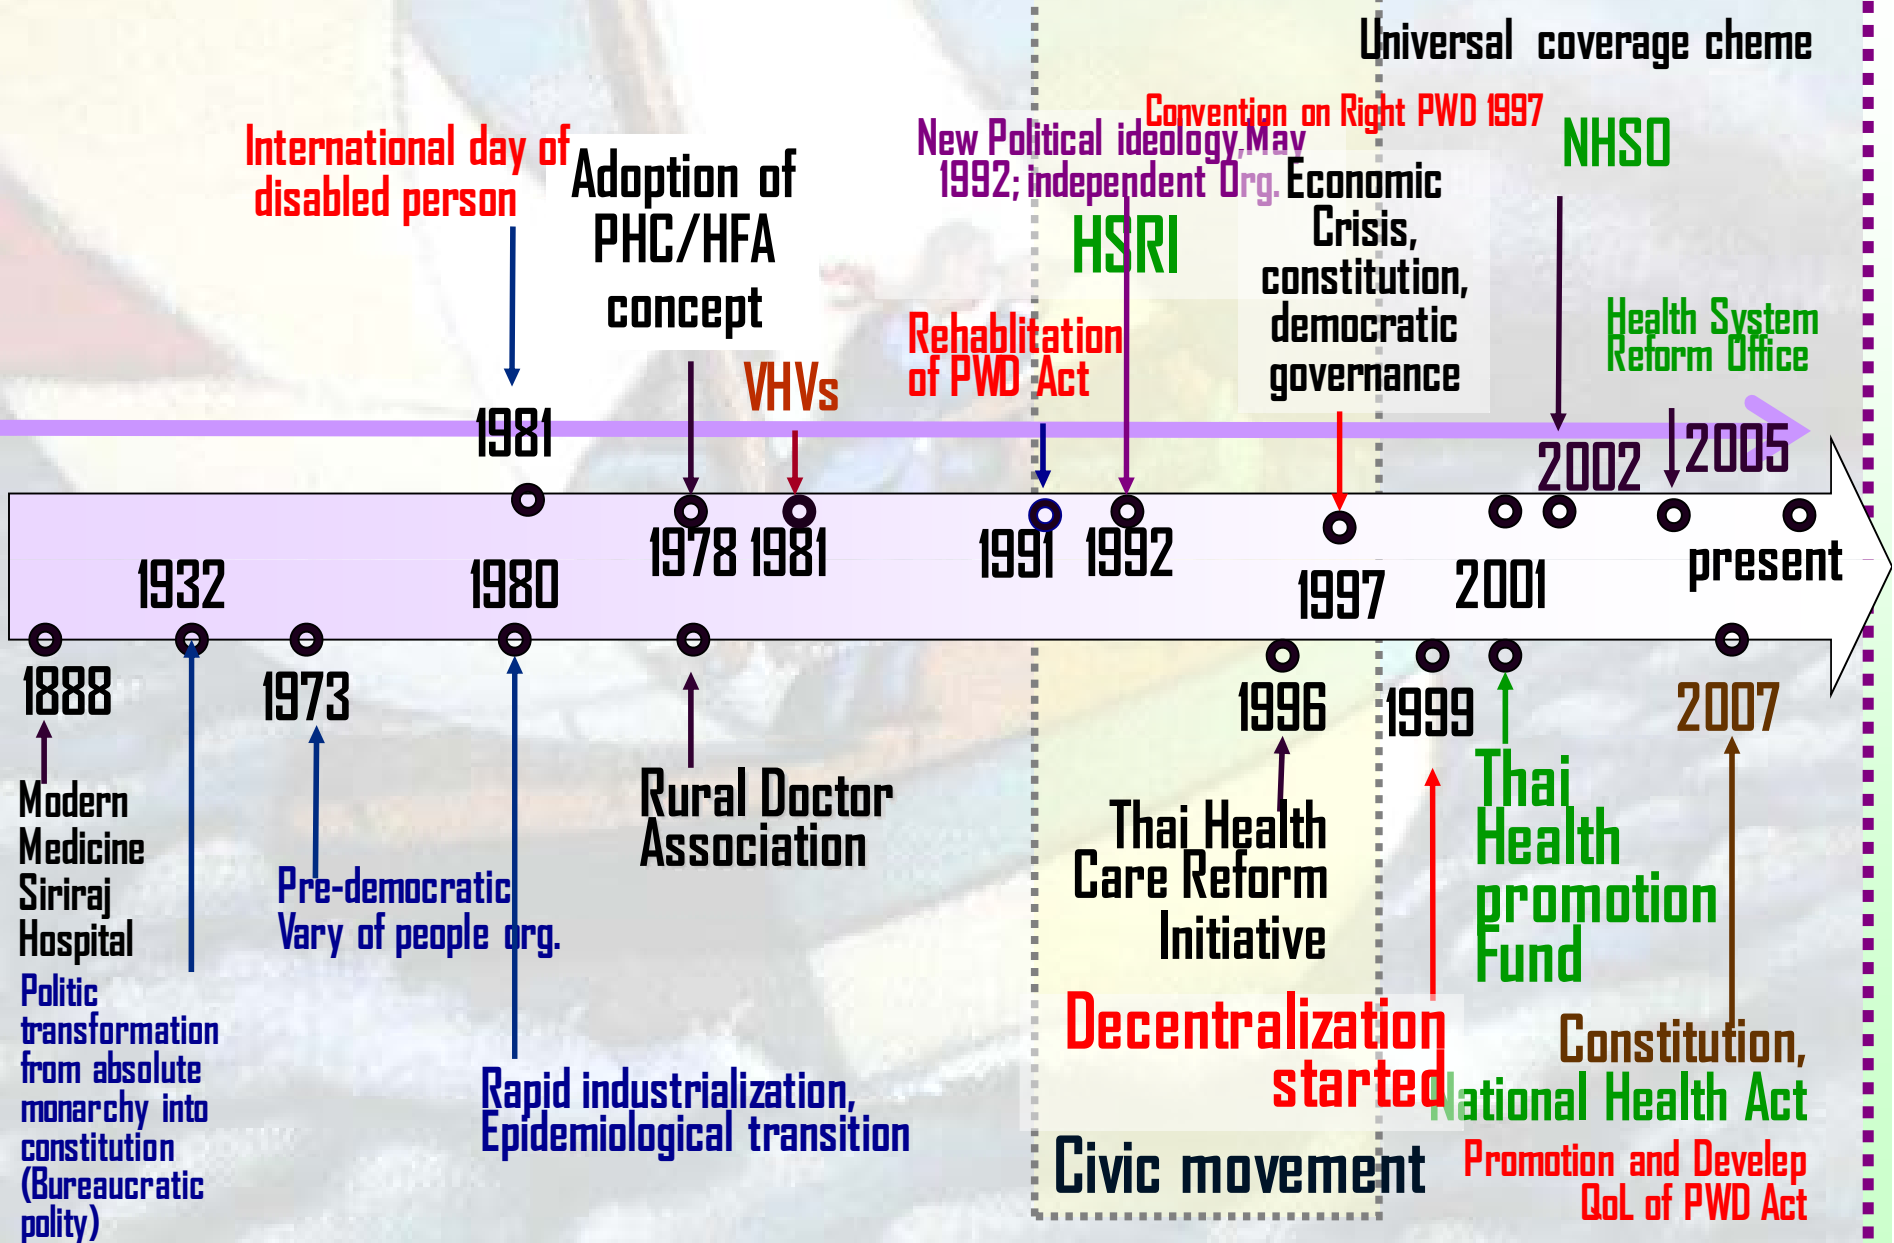 Universal coverage cheme
Convention on Right PWD 1997
New Political ideology,May
1992; independent Org.
NHSO
International day of
disabled person
Adoption of
PHC/HFA
concept
HSRI
Economic
Crisis,
constitution,
democratic
governance
Rehablitation
of PWD Act
Health System
Reform Office
VHVs
1981
2002
2005
1932
1980
1978
1981
1991
1992
1997
2001
present
1888
1973
1996
1999
2007
Modern
Medicine
Siriraj
Hospital
Politic
transformation
from absolute
monarchy into
constitution
(Bureaucratic
polity)
Pre-democratic
Vary of people org.
Rapid industrialization,
Epidemiological transition
Rural Doctor
Association
Thai Health
Care Reform
Initiative
Decentralization
started
Civic movement
Thai
Health
promotion
Fund
Constitution,
National Health Act
Promotion and Develep
QoL of PWD Act